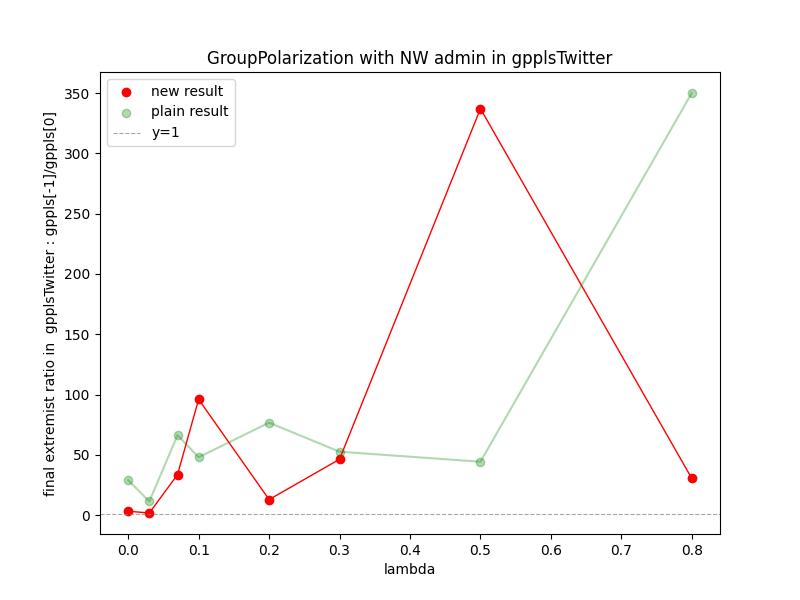 GroupPolarization with NW admin in gpplsTwitter
new result
plain result
y=1
final extremist ratio in  gpplsTwitter : gppls[-1]/gppls[0]
350
300
250
200
150
100
50
0
0.0 0.1 0.2 0.3 0.4 0.5 0.6 0.7 0.8
lambda